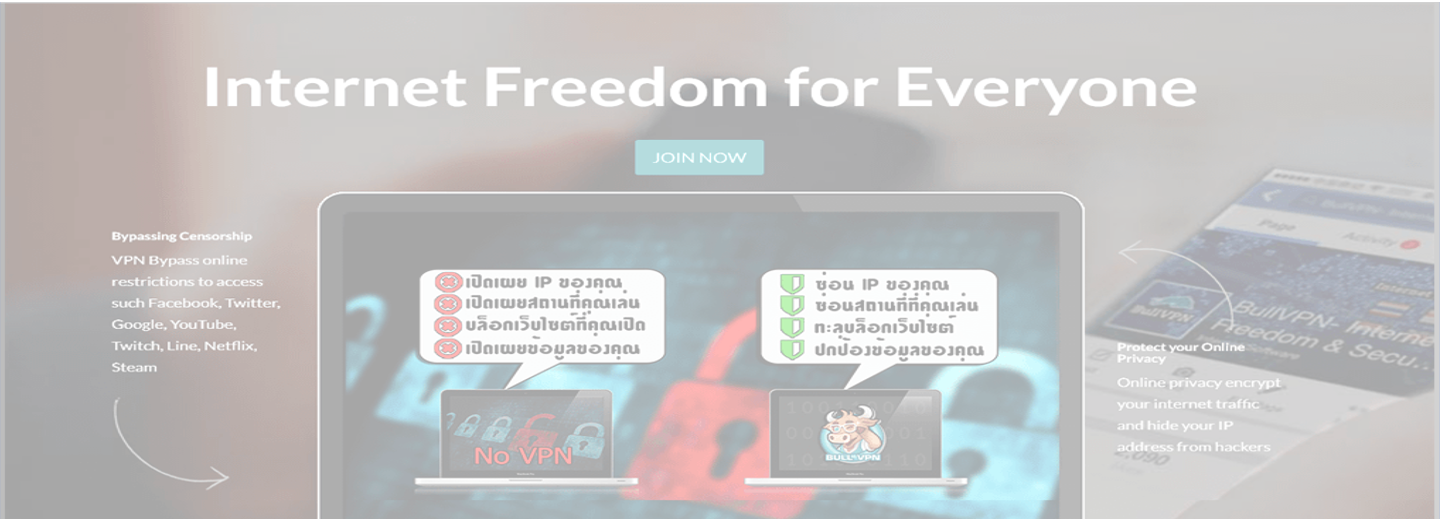 Internet Freedom for Everyone
JOIN NOW
Bypassing Censorship
VPN Bypass online
restrictions to access
such Facebook, Twitter,
Google, YouTube,
Twitch, Line, Netflix,
Steam
เปิดเผย IP ของคุณ
เปิดเผยสถานที่คุณเล่น
บล็อกเว็บไซต์ที่คุณเปิด
เปิดเผยข้อมูลของคุณ
No VPN
ซ่อน IP ของคุณ
ซ่อนสถานที่ที่คุณเล่น
ทะลุบล็อกเว็บไซต์
ปกป้องข้อมูลของคุณ
BULLVPN
Page
Activity
BullVPN- Interne
Freedom & Secu...
Protect your Online
Privacy
Online privacy encrypt
your internet traffic
and hide your IP
address from hackers